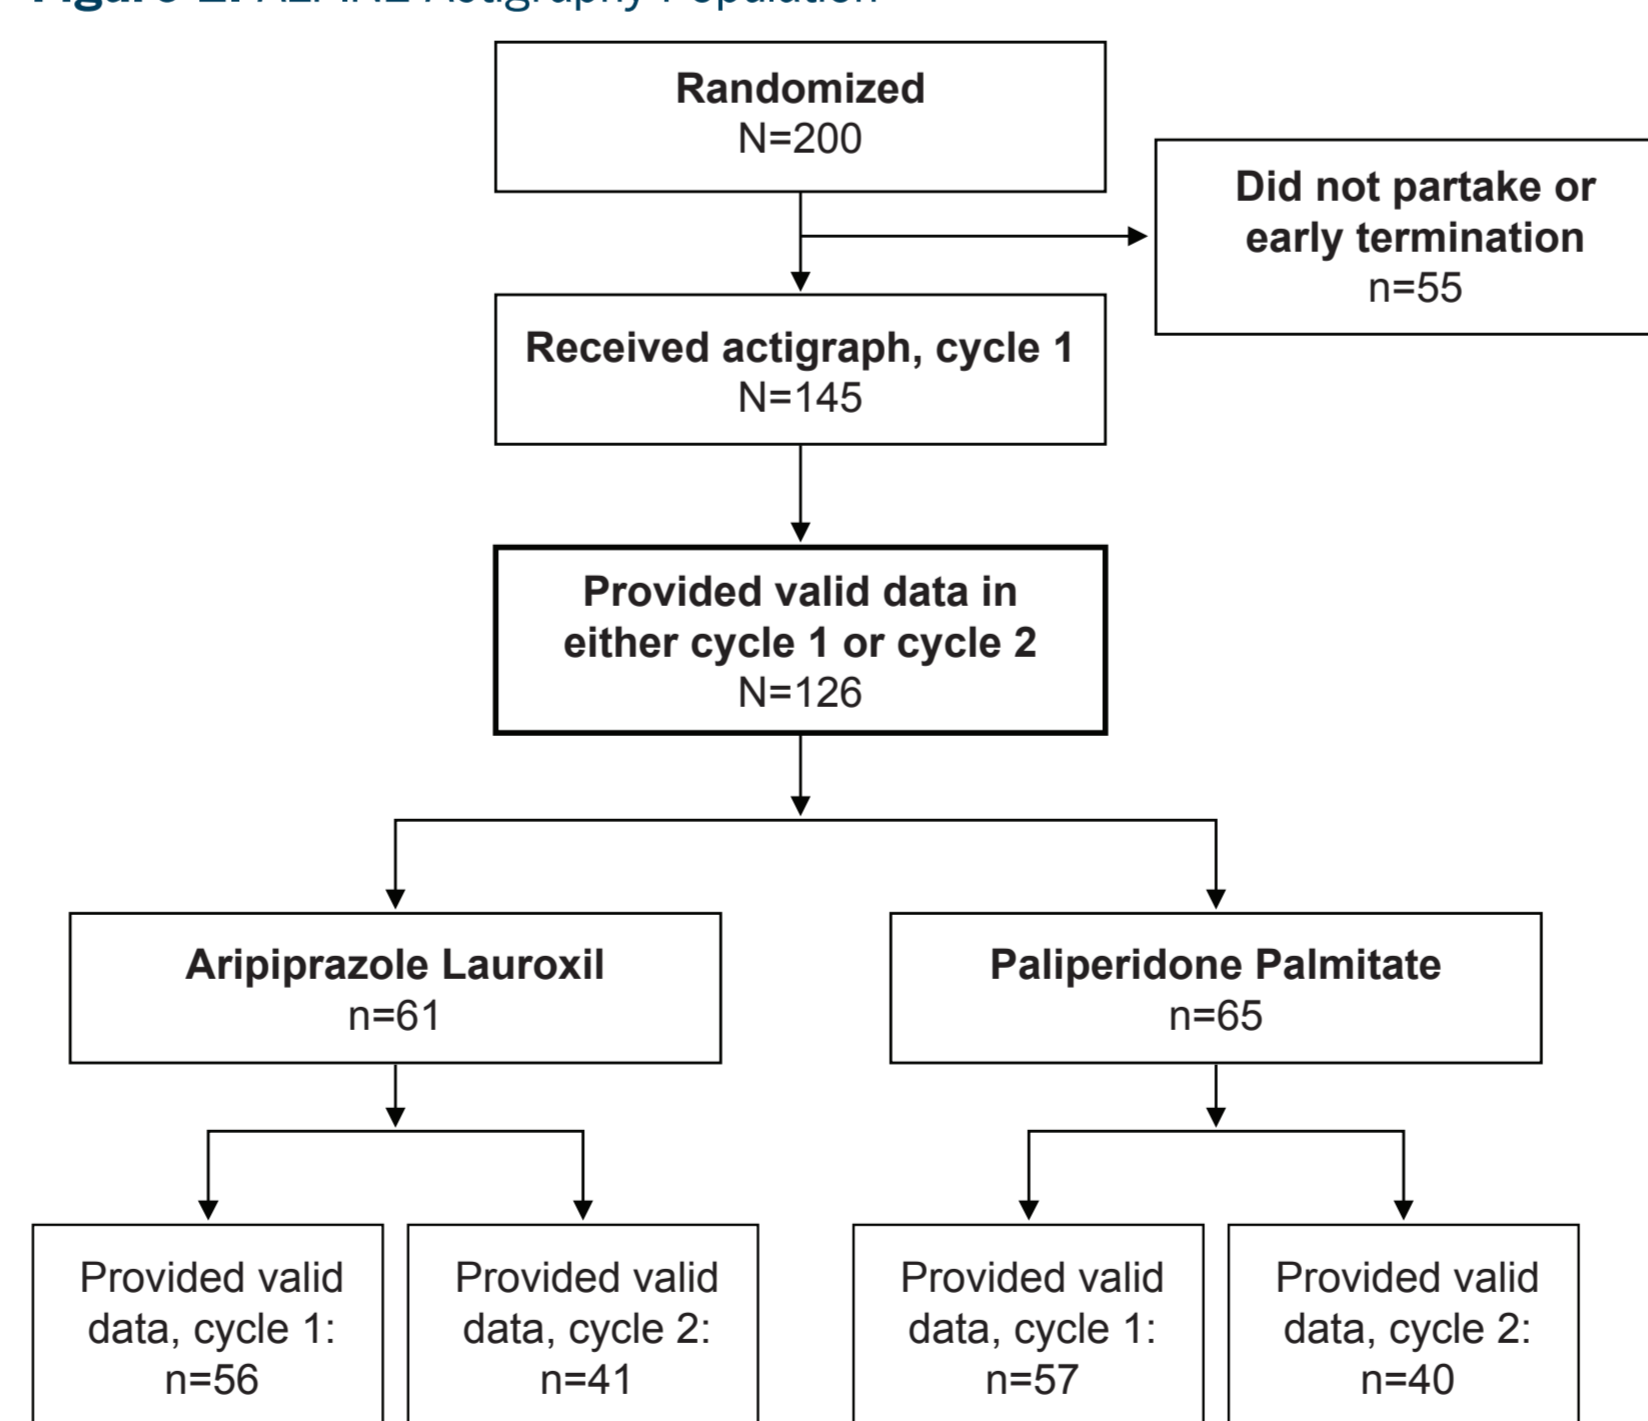 Actigraphy Population
Randomized
N=200
Did not partake or
early termination
n=55
Received actigraph, cycle 1
N=145
Provided valid data in
either cycle 1 or cycle 2
N=126
Aripiprazole Lauroxil
n=61
Paliperidone Palmitate
n=65
Provided valid
data, cycle 1:
n=56
Provided valid
data, cycle 2:
n=41
Provided valid
data, cycle 1:
n=57
Provided valid
data, cycle 2:
n=40